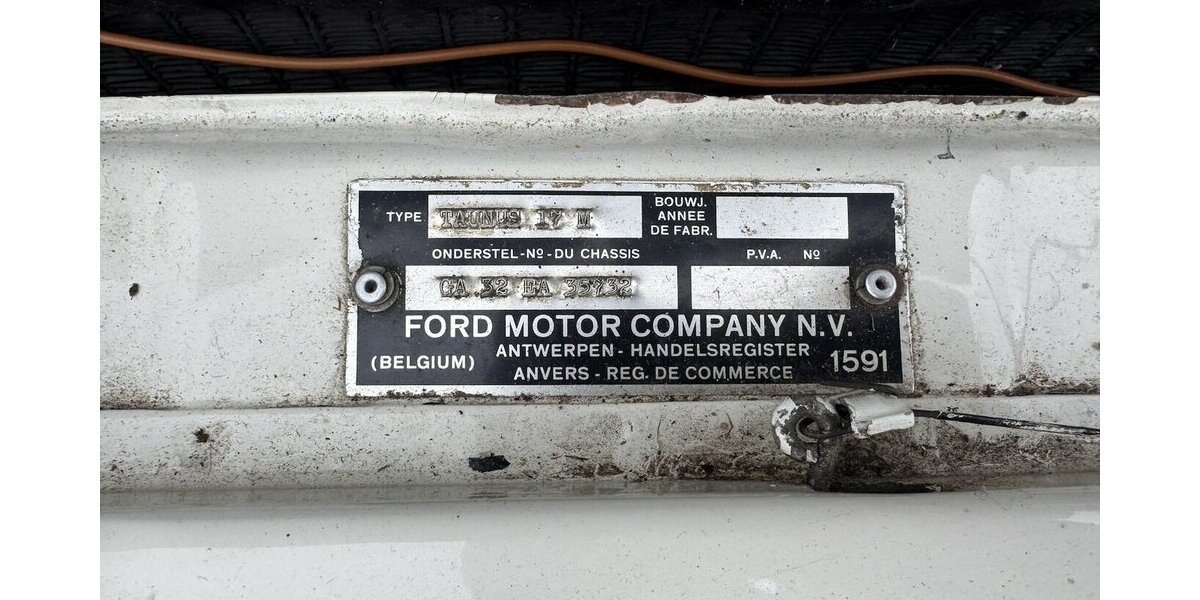 TYPE TAUNUS 17 M BOUWJ. ANNEE DE FABR.
ONDERSTEL-Nº-DU CHASSIS P.V.A. Nº
GA 32 EA 35732
FORD MOTOR COMPANY N.V.
(BELGIUM) ANTWERPEN - HANDELSREGISTER 1591
ANVERS - REG. DE COMMERCE